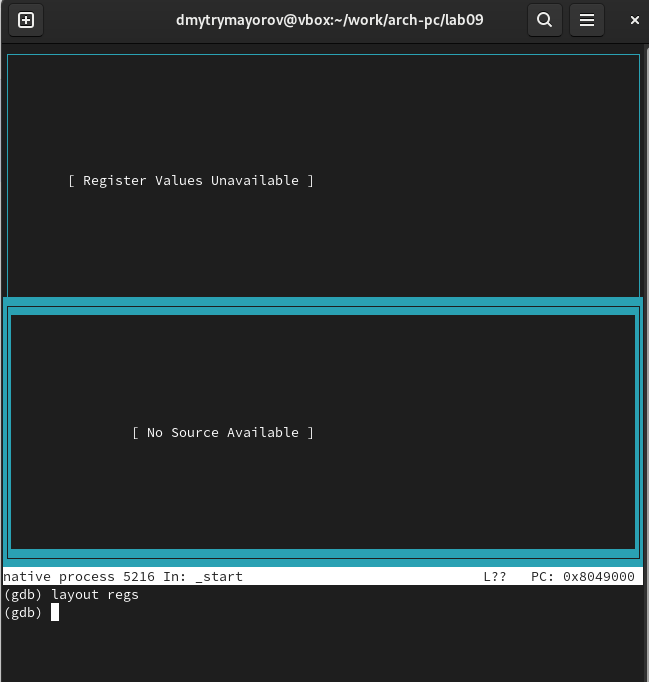 dmytrymayorov@vbox:~/work/arch-pc/lab09
[ Register Values Unavailable ]
[ No Source Available ]
native process 5216 In: _start L?? PC: 0x8049000
(gdb) layout regs
(gdb)